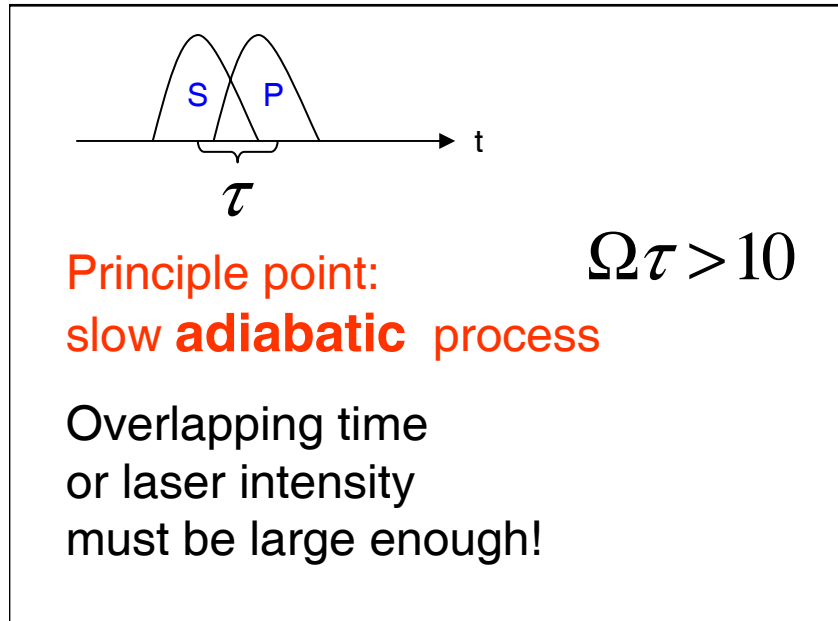 S P
t
τ
Ωτ > 10
Principle point:
slow adiabatic process
Overlapping time
or laser intensity
must be large enough!